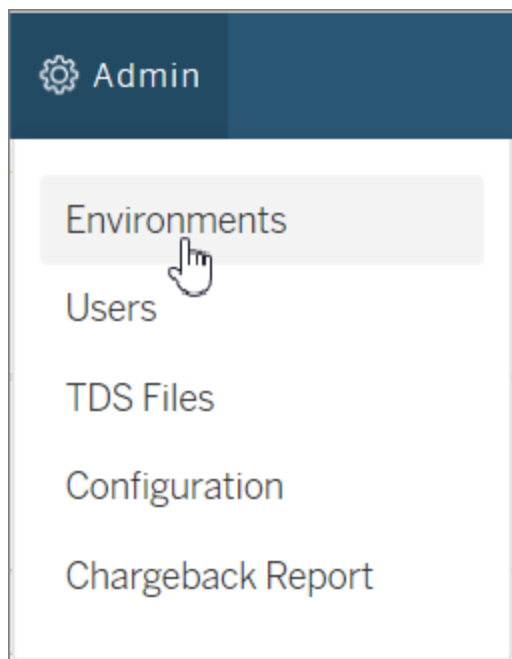 Admin
Environments
Users
TDS Files
Configuration
Chargeback Report